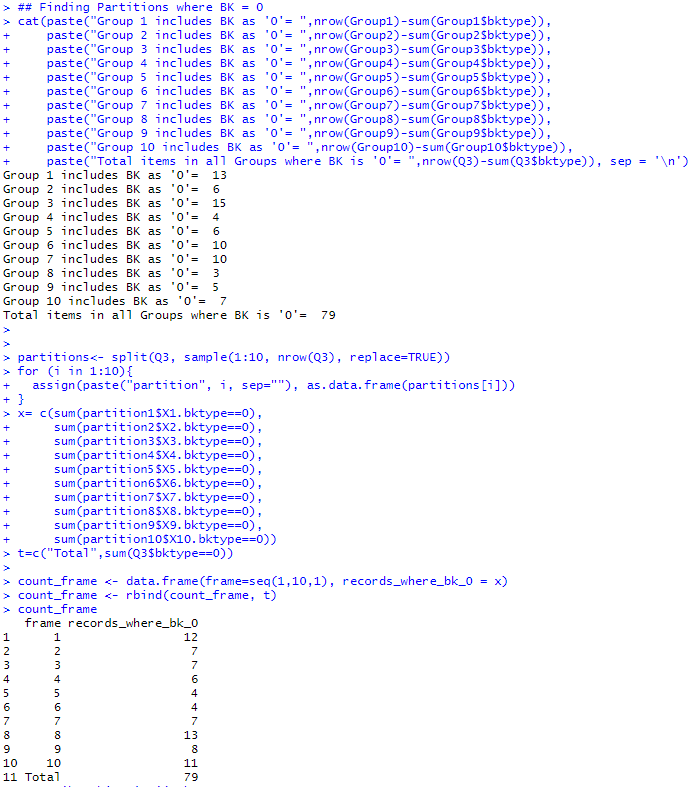 > ## Finding Partitions where BK = 0
> cat(paste("Group 1 includes BK as '0'= ",nrow(Group1)-sum(Group1$bktype)),
+     paste("Group 2 includes BK as '0'= ",nrow(Group2)-sum(Group2$bktype)),
+     paste("Group 3 includes BK as '0'= ",nrow(Group3)-sum(Group3$bktype)),
+     paste("Group 4 includes BK as '0'= ",nrow(Group4)-sum(Group4$bktype)),
+     paste("Group 5 includes BK as '0'= ",nrow(Group5)-sum(Group5$bktype)),
+     paste("Group 6 includes BK as '0'= ",nrow(Group6)-sum(Group6$bktype)),
+     paste("Group 7 includes BK as '0'= ",nrow(Group7)-sum(Group7$bktype)),
+     paste("Group 8 includes BK as '0'= ",nrow(Group8)-sum(Group8$bktype)),
+     paste("Group 9 includes BK as '0'= ",nrow(Group9)-sum(Group9$bktype)),
+     paste("Group 10 includes BK as '0'= ",nrow(Group10)-sum(Group10$bktype)),
+     paste("Total items in all Groups where BK is '0'= ",nrow(Q3)-sum(Q3$bktype)), sep = '\n')
Group 1 includes BK as '0'=  13
Group 2 includes BK as '0'=  6
Group 3 includes BK as '0'=  15
Group 4 includes BK as '0'=  4
Group 5 includes BK as '0'=  6
Group 6 includes BK as '0'=  10
Group 7 includes BK as '0'=  10
Group 8 includes BK as '0'=  3
Group 9 includes BK as '0'=  5
Group 10 includes BK as '0'=  7
Total items in all Groups where BK is '0'=  79
>
>
> partitions<- split(Q3, sample(1:10, nrow(Q3), replace=TRUE))
> for (i in 1:10){
+   assign(paste("partition", i, sep=""), as.data.frame(partitions[i]))
+ }
> x= c(sum(partition1$X1.bktype==0),
+      sum(partition2$X2.bktype==0),
+      sum(partition3$X3.bktype==0),
+      sum(partition4$X4.bktype==0),
+      sum(partition5$X5.bktype==0),
+      sum(partition6$X6.bktype==0),
+      sum(partition7$X7.bktype==0),
+      sum(partition8$X8.bktype==0),
+      sum(partition9$X9.bktype==0),
+      sum(partition10$X10.bktype==0))
> t=c("Total",sum(Q3$bktype==0))
>
> count_frame <- data.frame(frame=seq(1,10,1), records_where_bk_0 = x)
> count_frame <- rbind(count_frame, t)
> count_frame
   frame records_where_bk_0
1      1                 12
2      2                  7
3      3                  7
4      4                  6
5      5                  4
6      6                  4
7      7                  7
8      8                 13
9      9                  8
10    10                 11
11 Total                 79